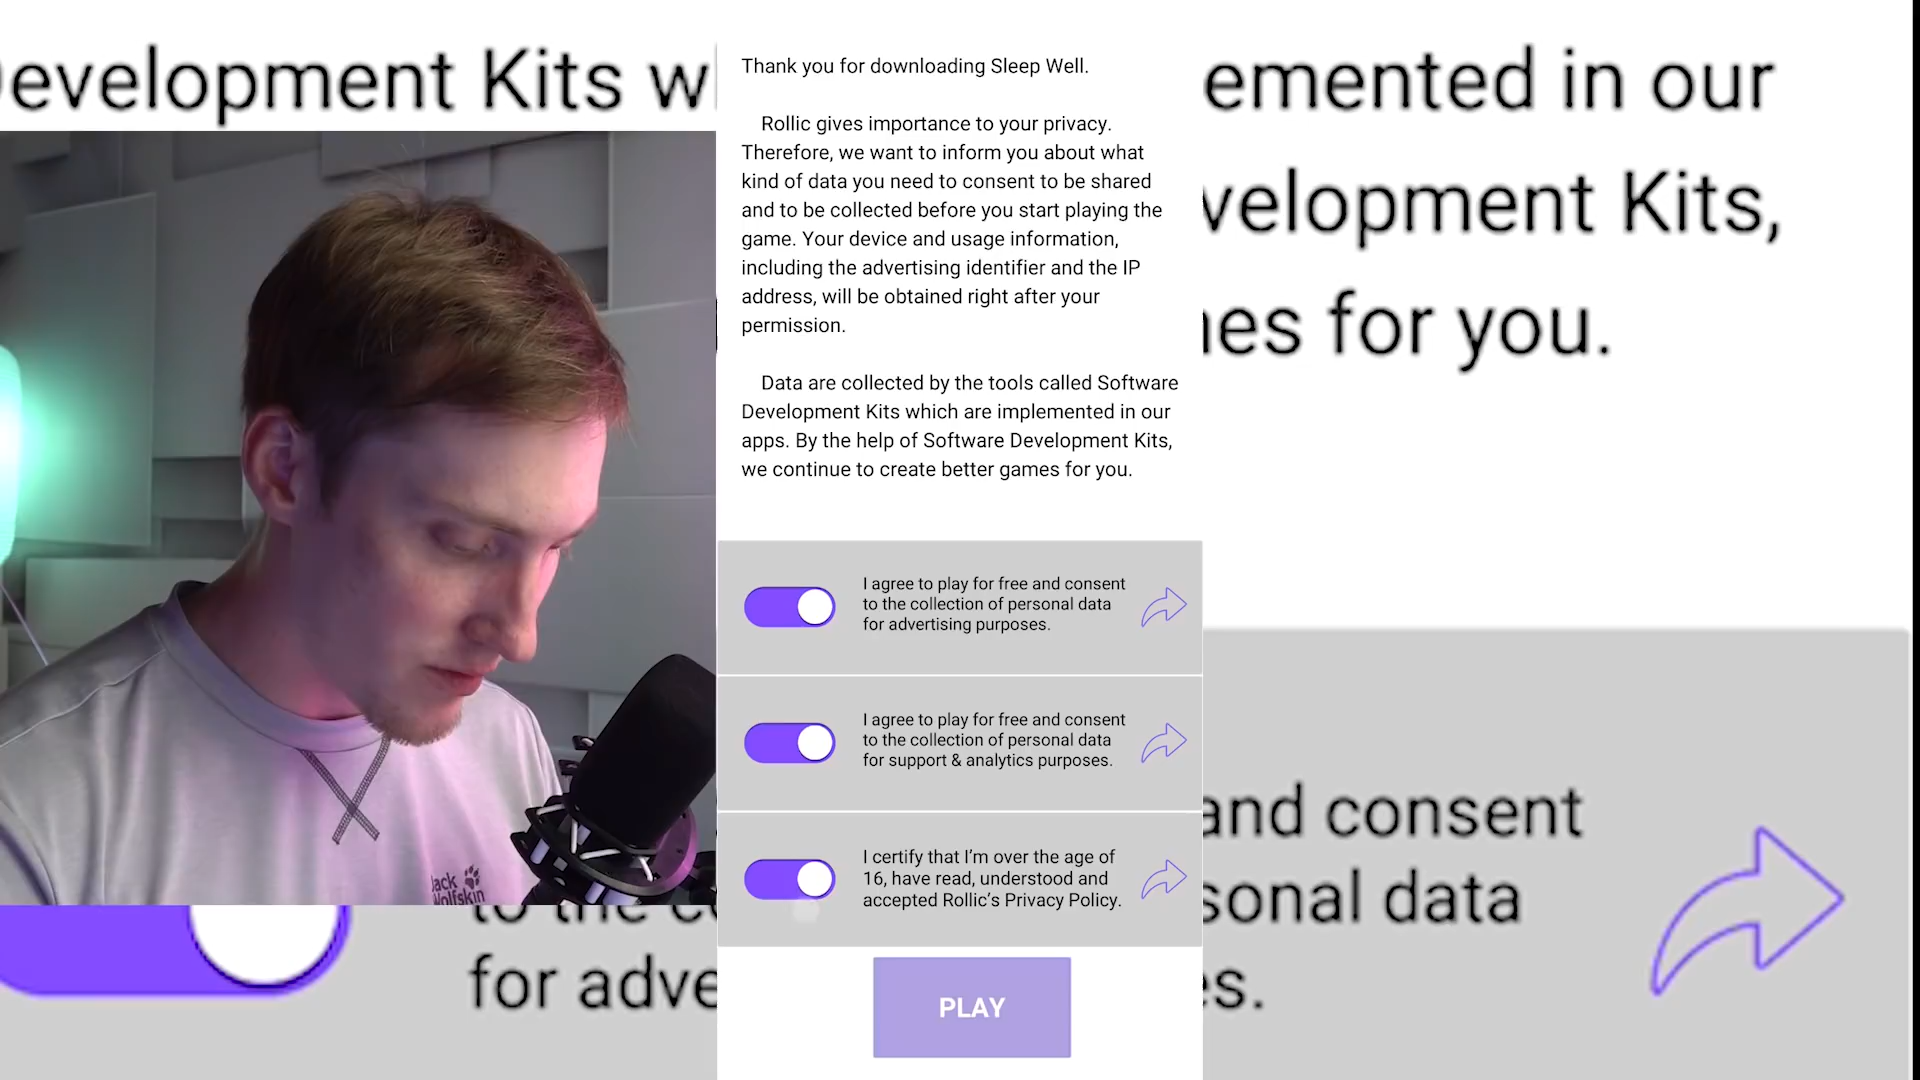 Development Kits w
emented in our
velopment Kits,
nes for you.
Thank you for downloading Sleep Well.
Rollic gives importance to your privacy.
Therefore, we want to inform you about what
kind of data you need to consent to be shared
and to be collected before you start playing the
game. Your device and usage information,
including the advertising identifier and the IP
address, will be obtained right after your
permission.
Data are collected by the tools called Software
Development Kits which are implemented in our
apps. By the help of Software Development Kits,
we continue to create better games for you.
I agree to play for free and consent
to the collection of personal data
for advertising purposes.
I agree to play for free and consent
to the collection of personal data
for support & analytics purposes.
I certify that I'm over the age of
16, have read, understood and
accepted Rollic's Privacy Policy.
PLAY
Jack
Wolfskin
and consent
to the co
sonal data
for adve
es.